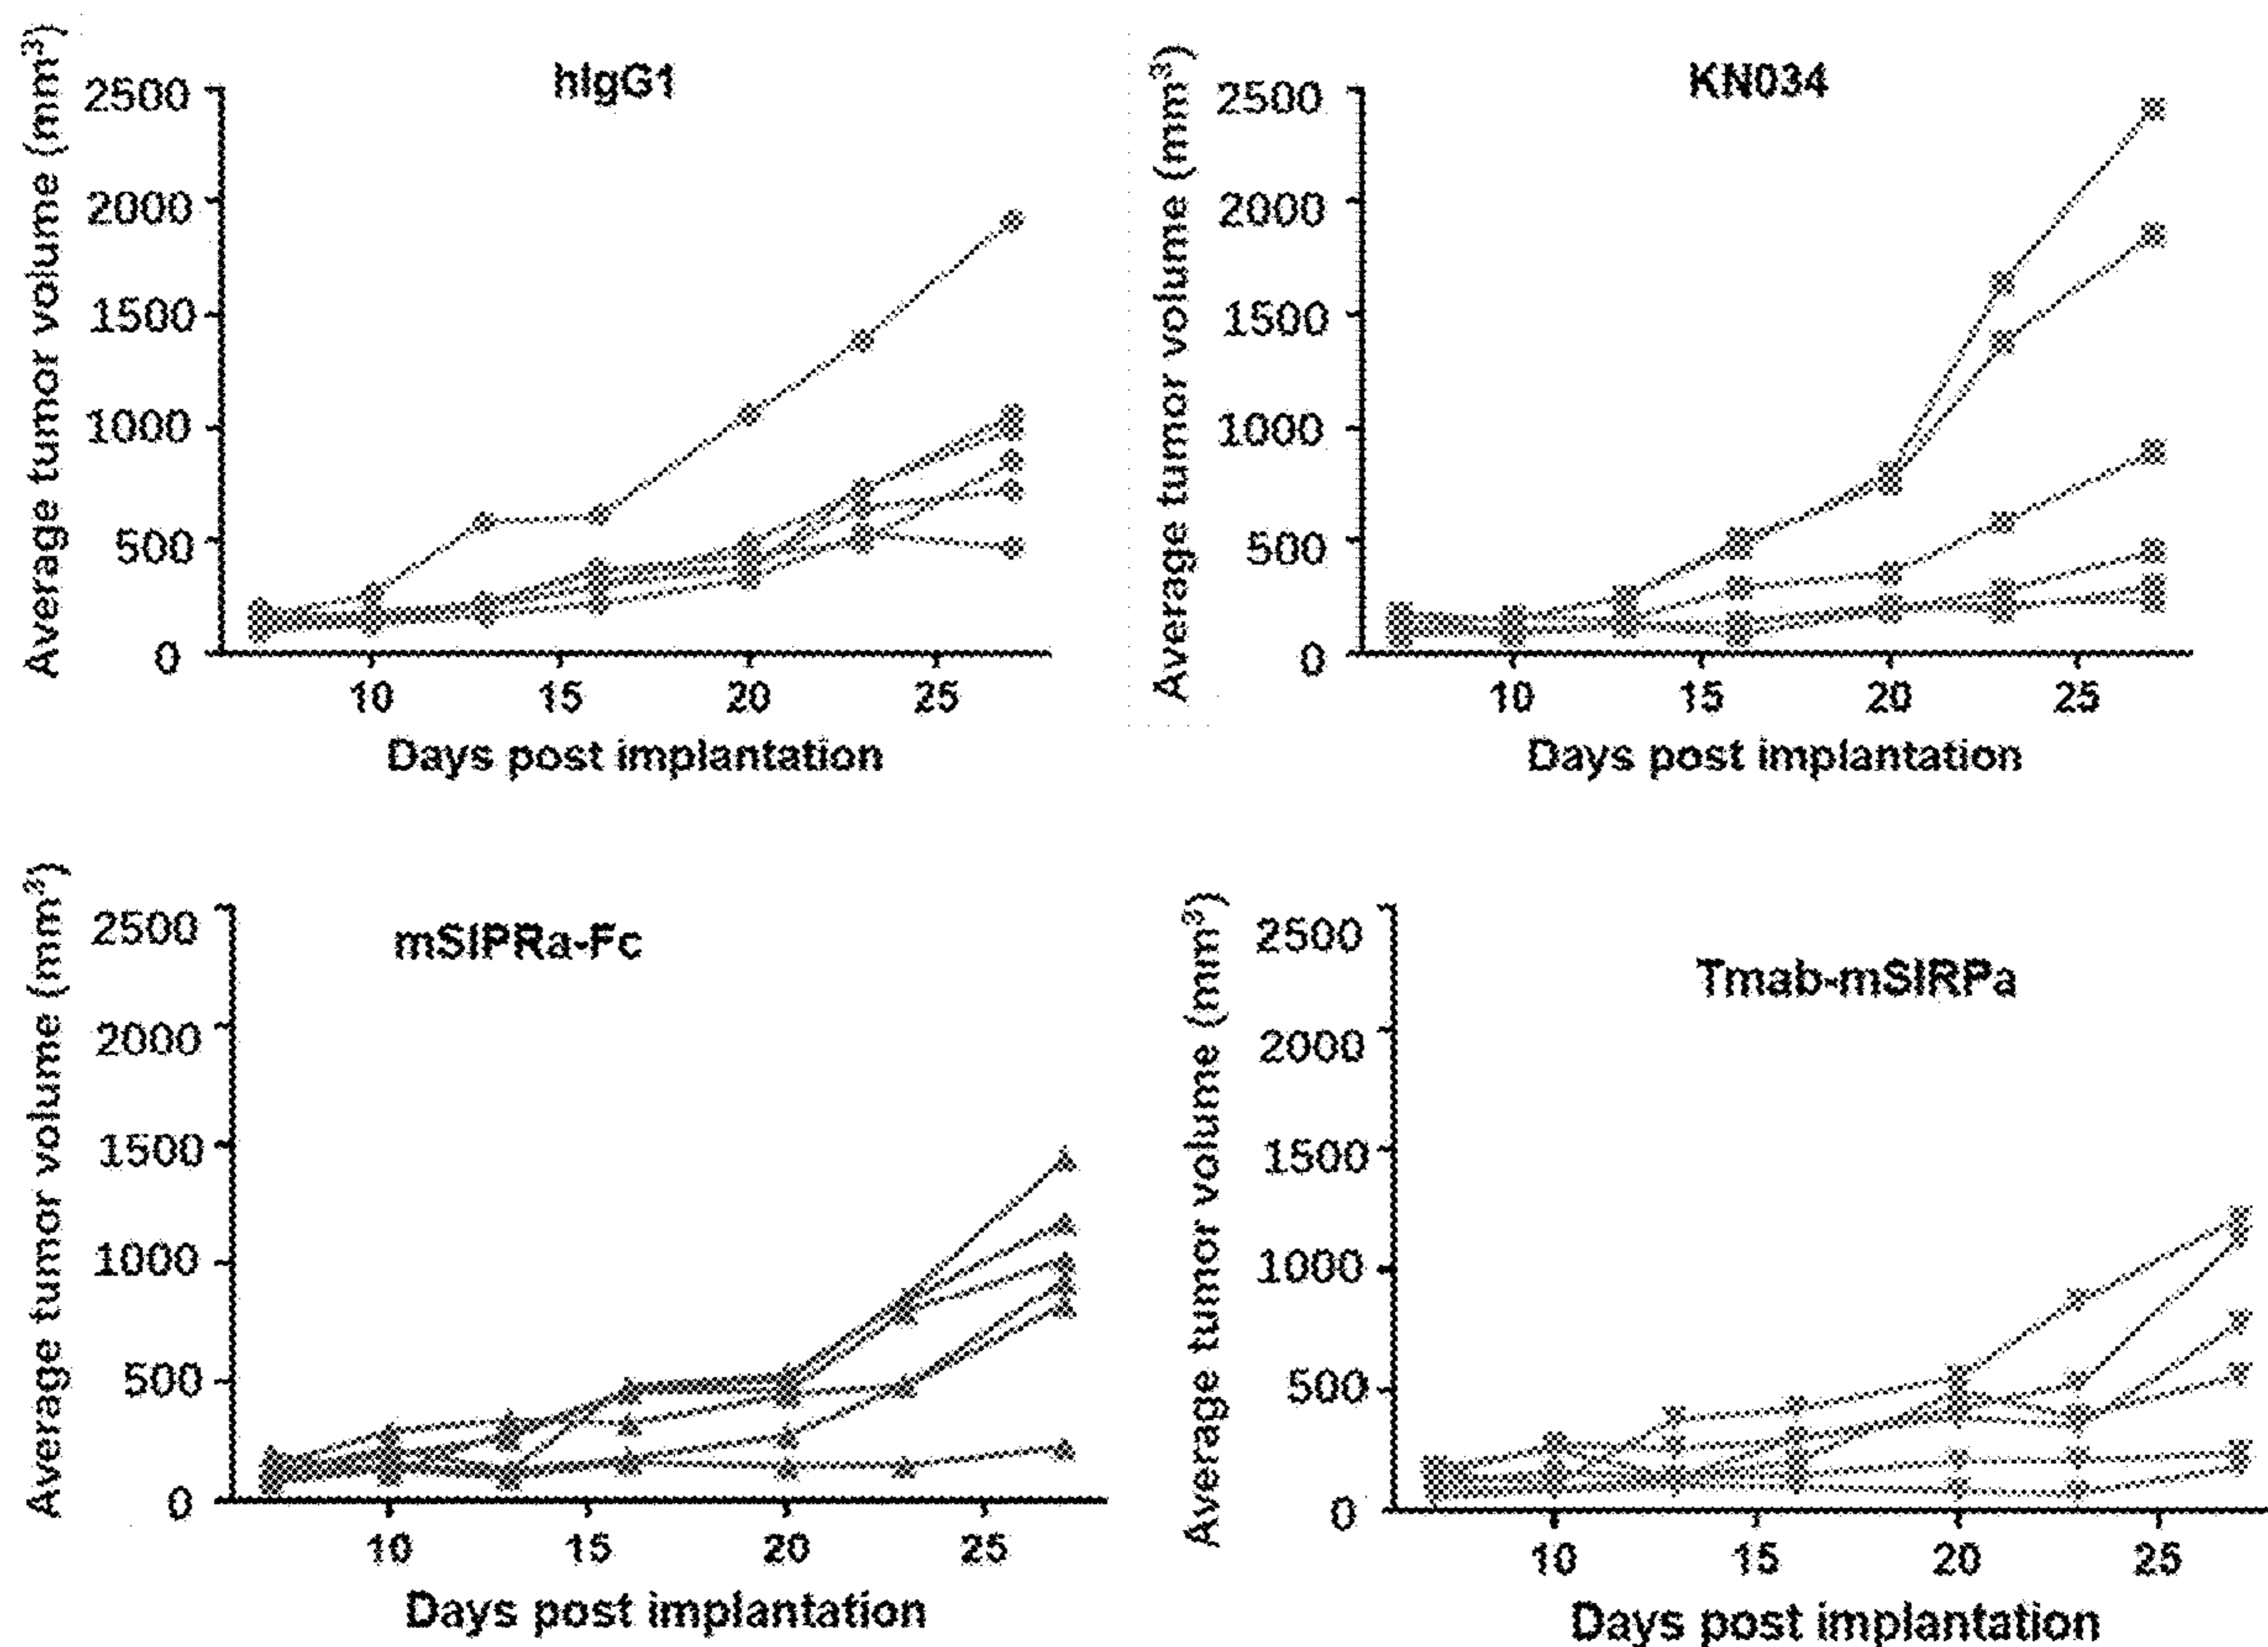 hIgG1
Average tumor volume (mm³)
2500
2000
1500
1000
500
0
10 15 20 25
Days post implantation
KN034
Average tumor volume (mm³)
2500
2000
1500
1000
500
0
10 15 20 25
Days post implantation
mSIPRa-Fc
Average tumor volume (mm³)
2500
2000
1500
1000
500
0
10 15 20 25
Days post implantation
Tmab-mSIRPa
Average tumor volume (mm³)
2500
2000
1500
1000
500
0
10 15 20 25
Days post implantation